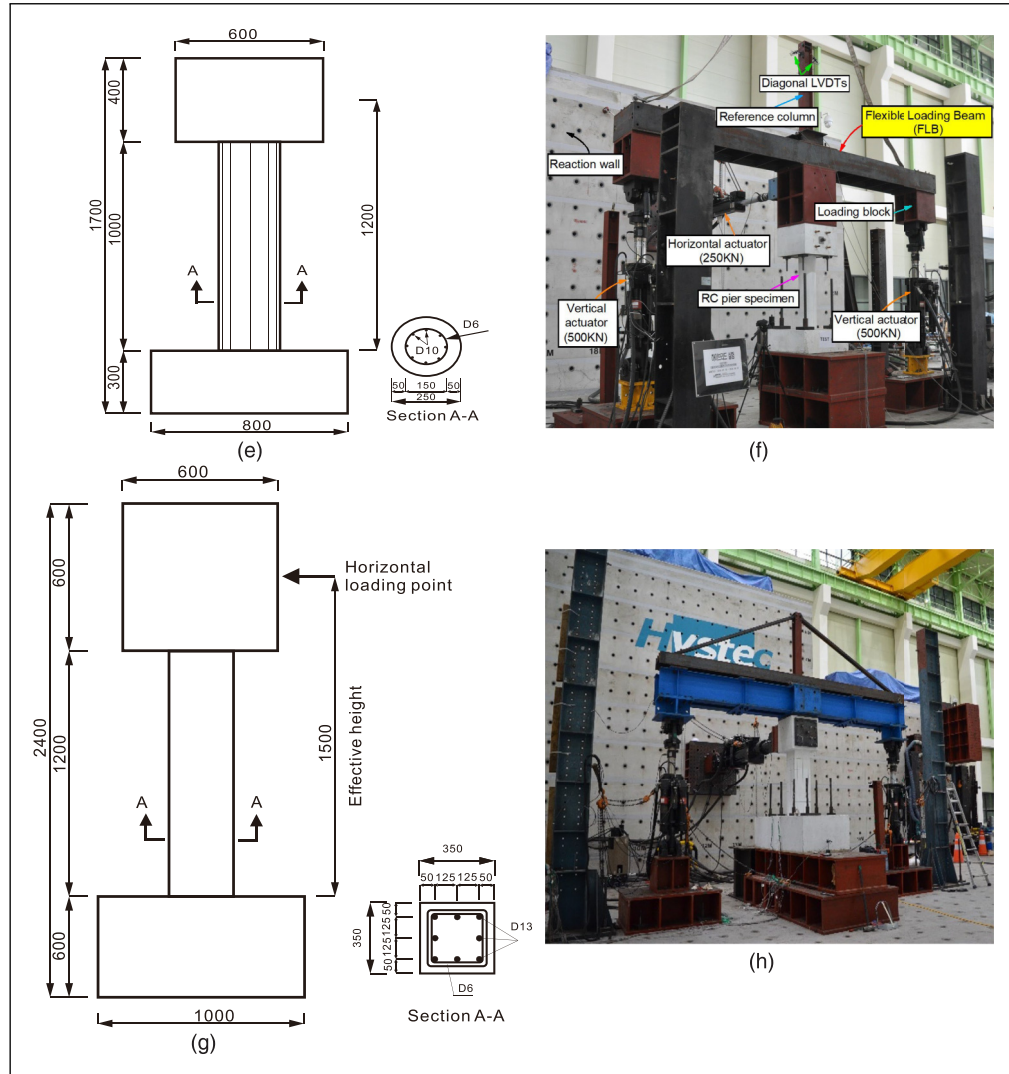 600
400
1000
1700
300
1200
A
A
D6
D10
50
150
50
250
Section A-A
800
(e)
Diagonal LVDTs
Reference column
Flexible Loading Beam
(FLB)
Reaction wall
Loading block
Horizontal actuator
(250KN)
RC pier specimen
Vertical
actuator
(500KN)
Vertical actuator
(500KN)
(f)
600
600
Horizontal
loading point
2400
1200
Effective height
1500
A
A
600
1000
(g)
350
50
125
125
50
350
50
125
125
50
D13
D6
Section A-A
Hystec
(h)